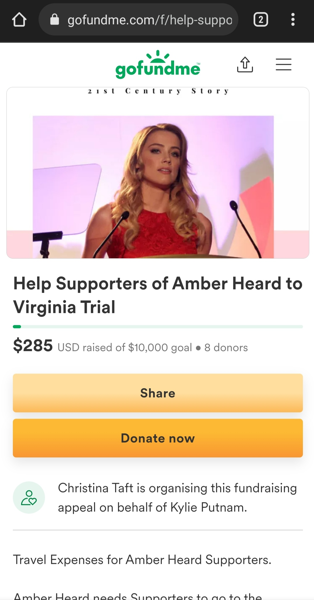 gofundme.com/f/help-suppo
2
gofundme
21st Century Story
Help Supporters of Amber Heard to
Virginia Trial
$285 USD raised of $10,000 goal • 8 donors
Share
Donate now
Christina Taft is organising this fundraising
appeal on behalf of Kylie Putnam.
Travel Expenses for Amber Heard Supporters.
Amber Heard needs Supporters to go to the